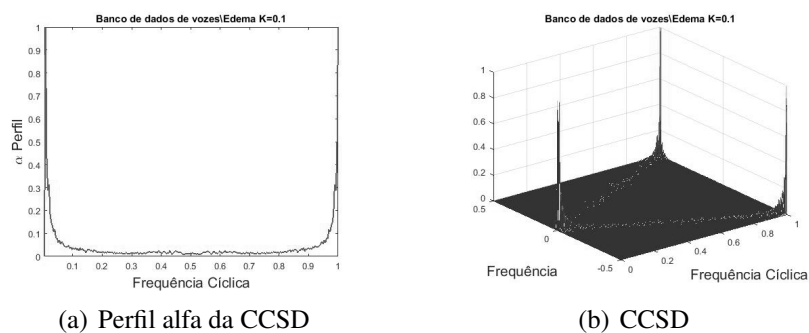 Banco de dados de vozes\Edema K=0.1
1
0.9
0.8
0.7
0.6
0.5
0.4
0.3
0.2
0.1
0
α Perfil
0.1 0.2 0.3 0.4 0.5 0.6 0.7 0.8 0.9 1
Frequência Cíclica
(a) Perfil alfa da CCSD
Banco de dados de vozes\Edema K=0.1
1
0.8
0.6
0.4
0.2
0
0.5
0
-0.5
Frequência
0
0.2
0.4
0.6
0.8
1
Frequência Cíclica
(b) CCSD